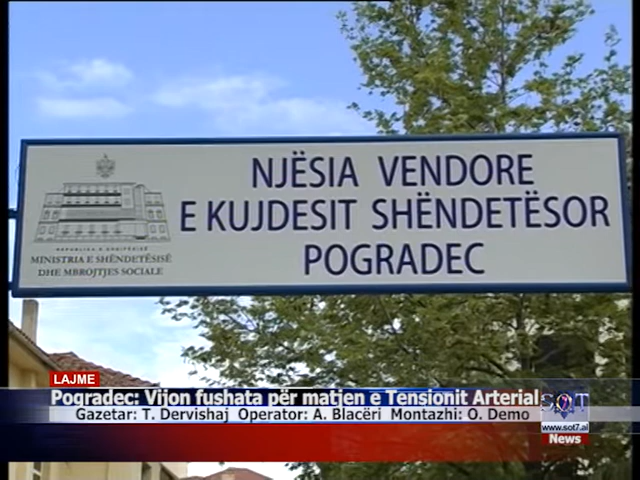 NJËSIA VENDORE
E KUJDESIT SHËNDETËSOR
POGRADEC
REPUBLIKA E SHQIPËRISË
MINISTRIA E SHËNDETËSISË
DHE MBROJTJES SOCIALE
LAJME
Pogradec: Vijon fushata për matjen e Tensionit Arterial
Gazetar: T. Dervishaj Operator: A. Blacëri Montazhi: O. Demo
SOT
www.sot7.al
News